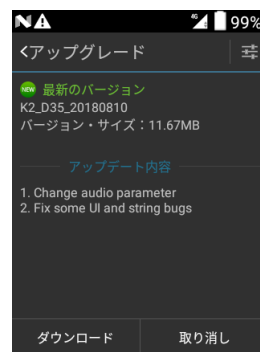 4G 99%
<アップグレード
NEW 最新のバージョン
K2_D35_20180810
バージョン・サイズ：11.67MB
アップデート内容
1. Change audio parameter
2. Fix some UI and string bugs
ダウンロード 取り消し